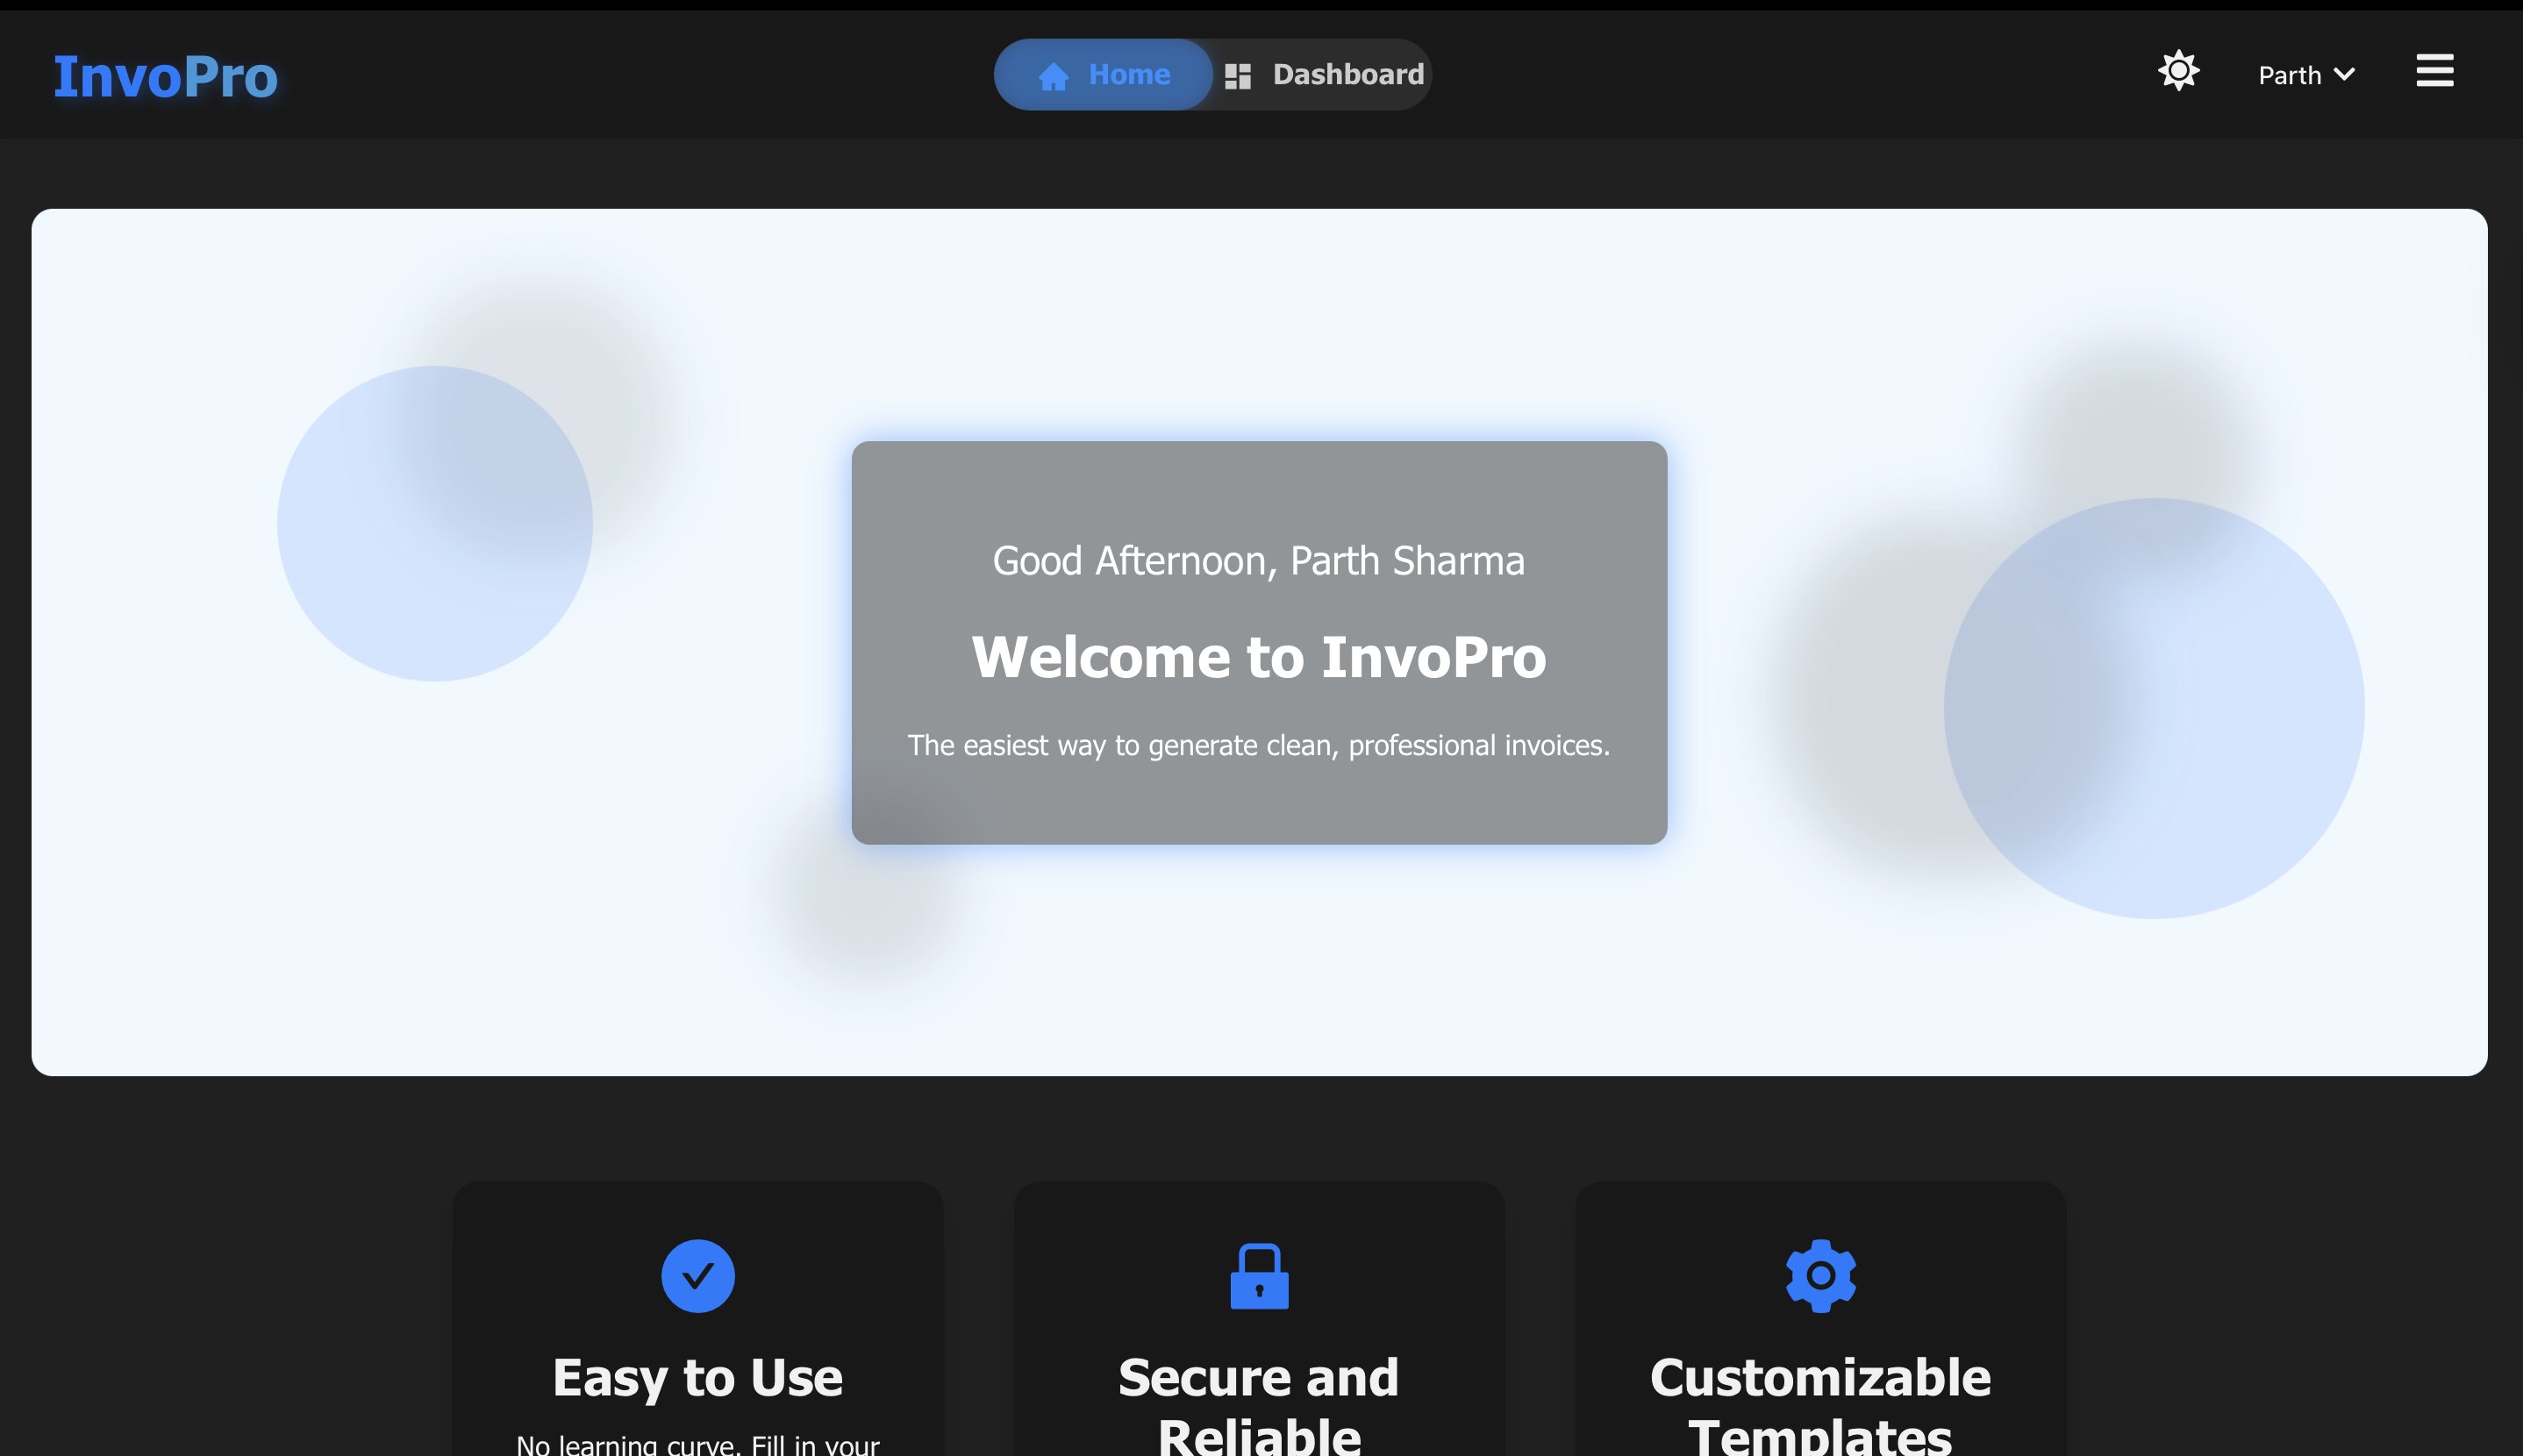 InvoPro
Home
Dashboard
Parth
Good Afternoon, Parth Sharma
Welcome to InvoPro
The easiest way to generate clean, professional invoices.
Easy to Use
No learning curve. Fill in your
Secure and
Reliable
Customizable
Templates